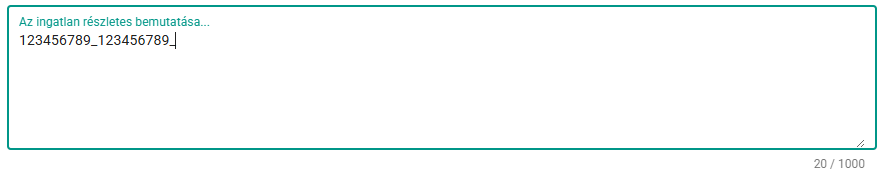 Az ingatlan részletes bemutatása...
123456789_123456789_
20 / 1000